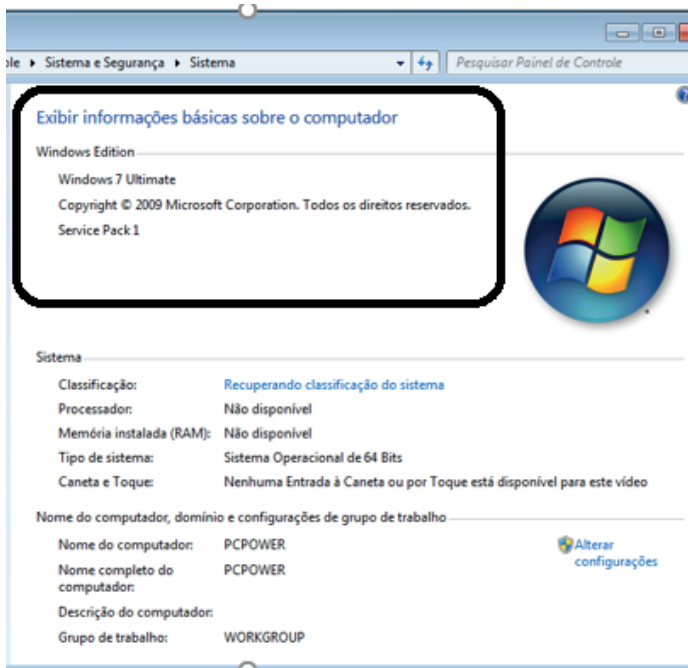 ole ▸ Sistema e Segurança ▸ Sistema
Pesquisar Painel de Controle
Exibir informações básicas sobre o computador
Windows Edition
Windows 7 Ultimate
Copyright © 2009 Microsoft Corporation. Todos os direitos reservados.
Service Pack 1
Sistema
Classificação: Recuperando classificação do sistema
Processador: Não disponível
Memória instalada (RAM): Não disponível
Tipo de sistema: Sistema Operacional de 64 Bits
Caneta e Toque: Nenhuma Entrada à Caneta ou por Toque está disponível para este vídeo
Nome do computador, domínio e configurações de grupo de trabalho
Nome do computador: PCPOWER
Alterar
configurações
Nome completo do PCPOWER
computador:
Descrição do computador:
Grupo de trabalho: WORKGROUP